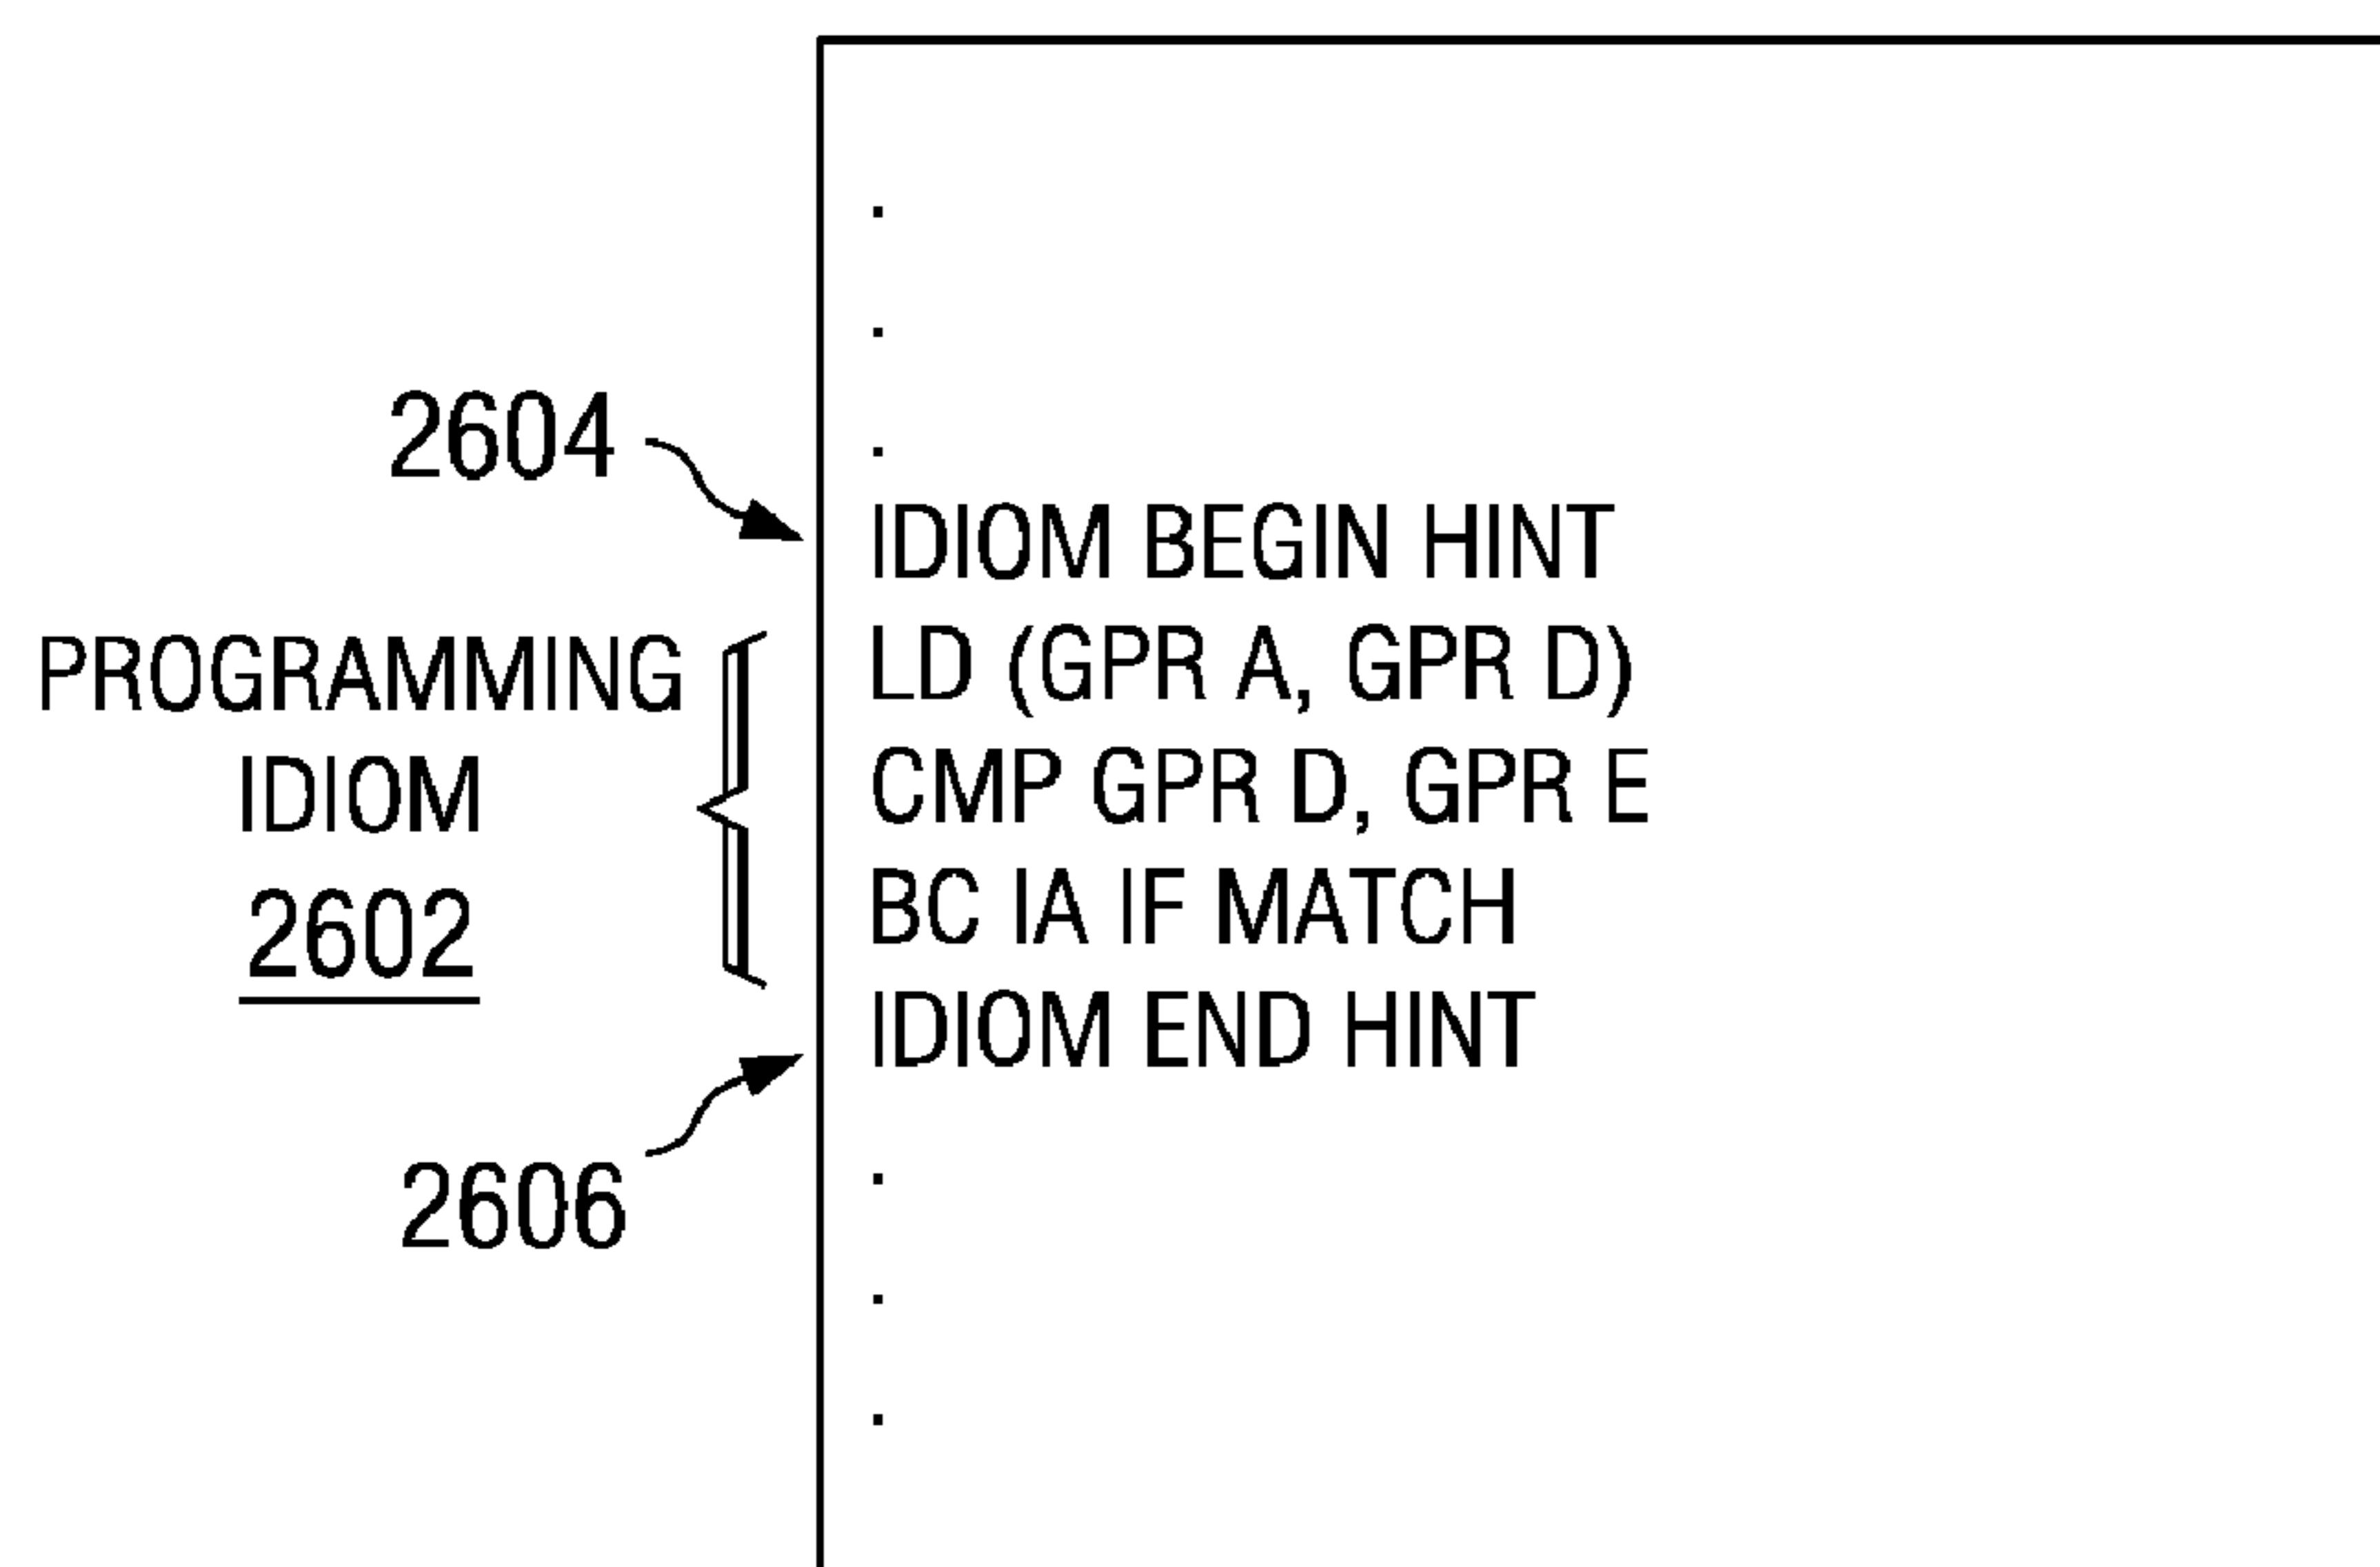 .
.
2604
.
IDIOM BEGIN HINT
PROGRAMMING
IDIOM
2602
LD (GPR A, GPR D)
CMP GPR D, GPR E
BC IA IF MATCH
IDIOM END HINT
2606
.
.
.